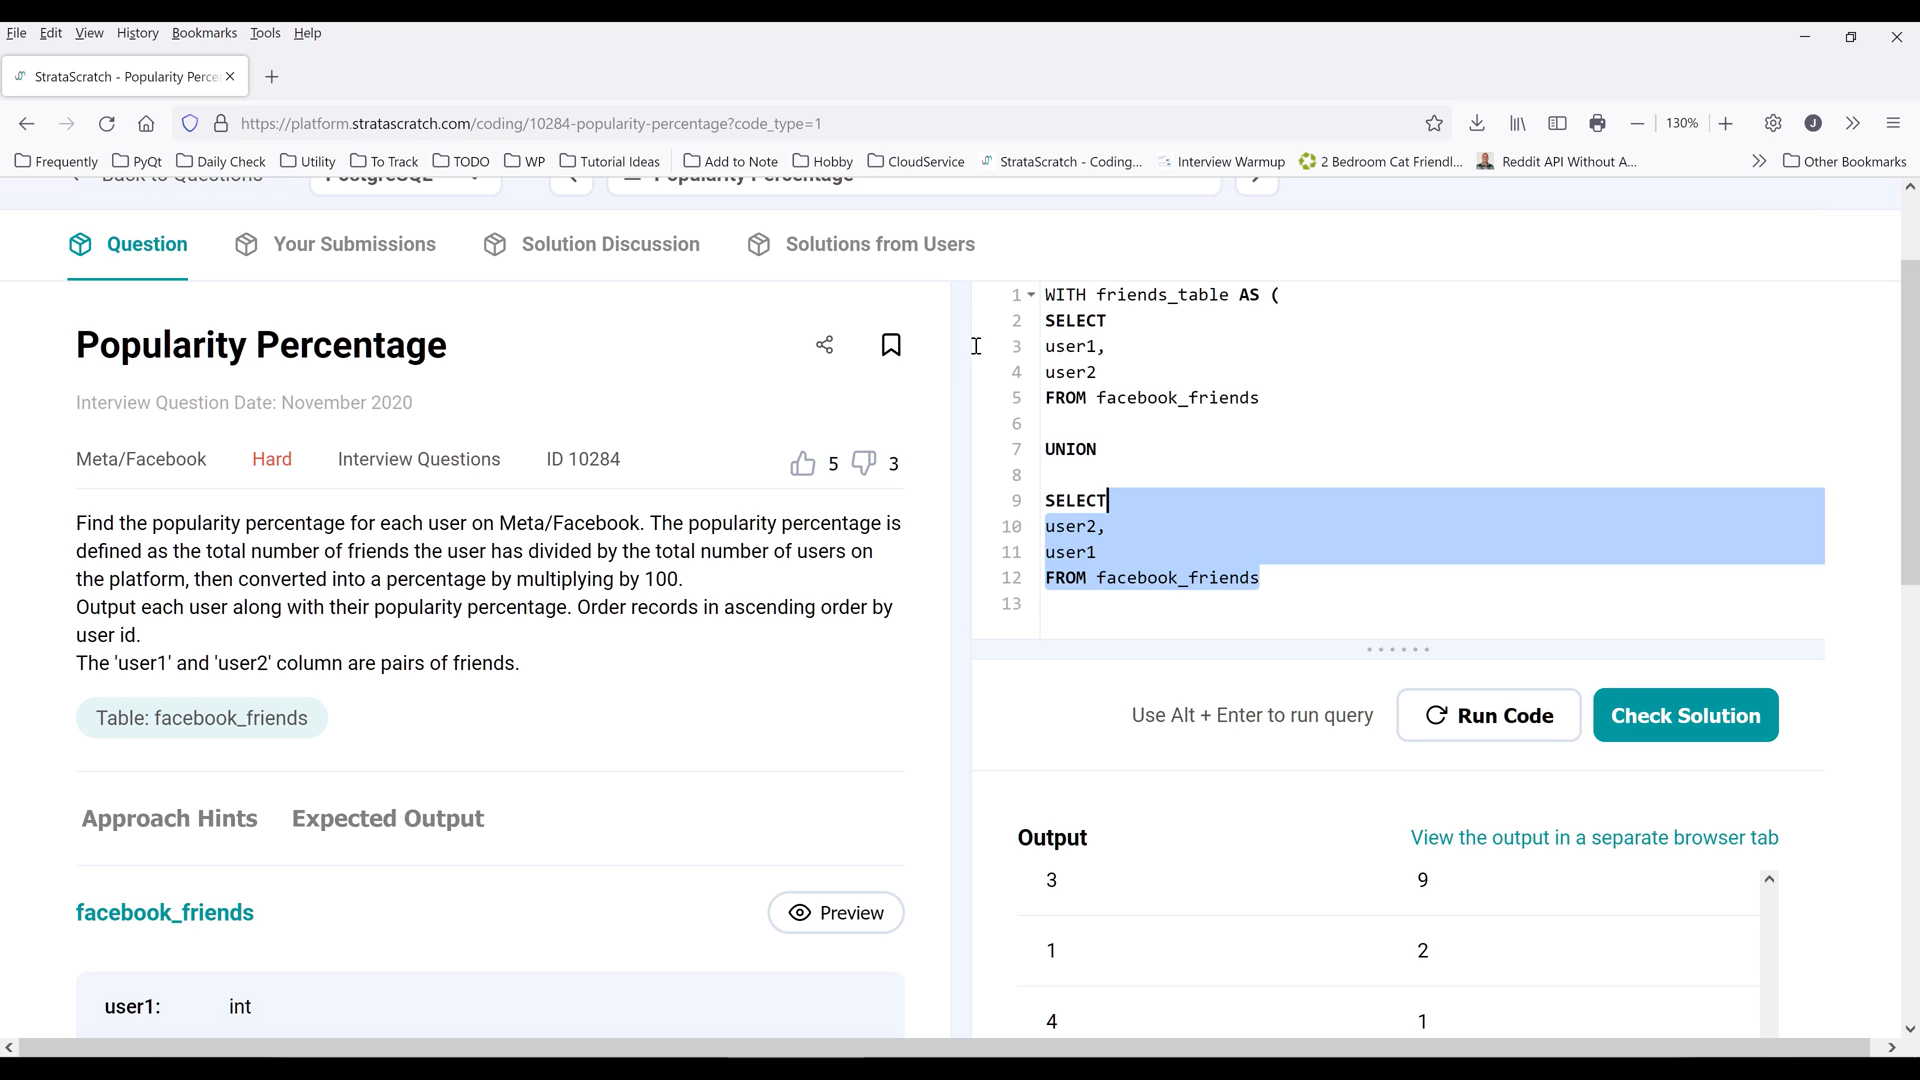 File Edit View History Bookmarks Tools Help
StrataScratch - Popularity Perce
https://platform.stratascratch.com/coding/10284-popularity-percentage?code_type=1
130%
Frequently PyQt Daily Check Utility To Track TODO WP Tutorial Ideas Add to Note Hobby CloudService StrataScratch - Coding... Interview Warmup 2 Bedroom Cat Friendl... Reddit API Without A... Other Bookmarks
Back to Questions PostgreSQL Popularity Percentage
Question Your Submissions Solution Discussion Solutions from Users
Popularity Percentage
Interview Question Date: November 2020
Meta/Facebook Hard Interview Questions ID 10284 5 3
Find the popularity percentage for each user on Meta/Facebook. The popularity percentage is
defined as the total number of friends the user has divided by the total number of users on
the platform, then converted into a percentage by multiplying by 100.
Output each user along with their popularity percentage. Order records in ascending order by
user id.
The 'user1' and 'user2' column are pairs of friends.
Table: facebook_friends
Approach Hints Expected Output
facebook_friends Preview
user1: int
1 WITH friends_table AS (
2 SELECT
3 user1,
4 user2
5 FROM facebook_friends
6
7 UNION
8
9 SELECT
10 user2,
11 user1
12 FROM facebook_friends
13
Use Alt + Enter to run query Run Code Check Solution
Output View the output in a separate browser tab
3 9
1 2
4 1